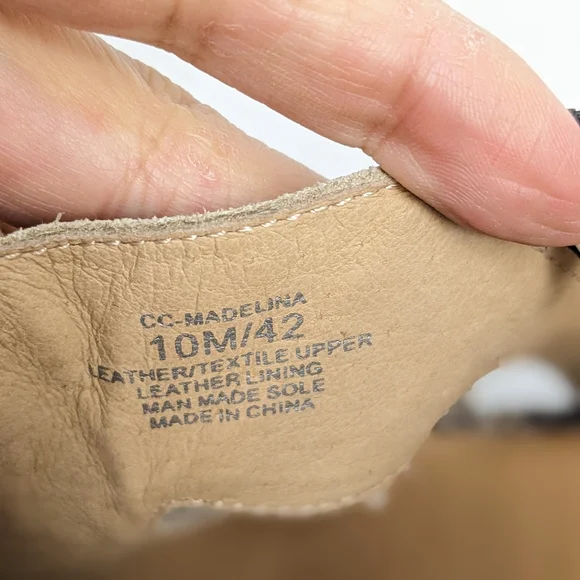 CC-MADELINA
10M/42
LEATHER/TEXTILE UPPER
LEATHER LINING
MAN MADE SOLE
MADE IN CHINA